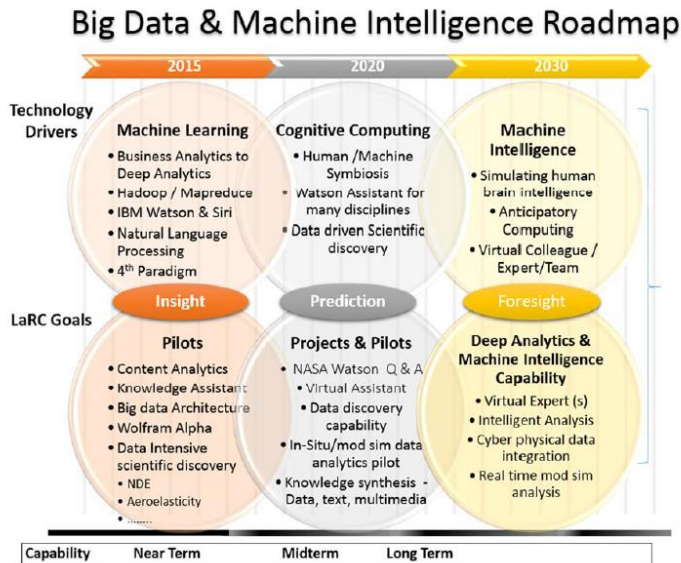 Big Data & Machine Intelligence Roadmap
2015
2020
2030
Technology
Drivers
Machine Learning
• Business Analytics to
Deep Analytics
• Hadoop / Mapreduce
• IBM Watson & Siri
• Natural Language
Processing
• 4th Paradigm
Cognitive Computing
• Human /Machine
Symbiosis
• Watson Assistant for
many disciplines
• Data driven Scientific
discovery
Machine
Intelligence
• Simulating human
brain intelligence
• Anticipatory
Computing
• Virtual Colleague /
Expert/Team
Insight
Prediction
Foresight
LaRC Goals
Pilots
• Content Analytics
• Knowledge Assistant
• Big data Architecture
• Wolfram Alpha
• Data Intensive
scientific discovery
• NDE
• Aeroelasticity
• ........
Projects & Pilots
• NASA Watson Q & A
• Virtual Assistant
• Data discovery
capability
• In-Situ/mod sim data
analytics pilot
• Knowledge synthesis -
Data, text, multimedia
Deep Analytics &
Machine Intelligence
Capability
• Virtual Expert (s)
• Intelligent Analysis
• Cyber physical data
integration
• Real time mod sim
analysis
Capability Near Term Midterm Long Term